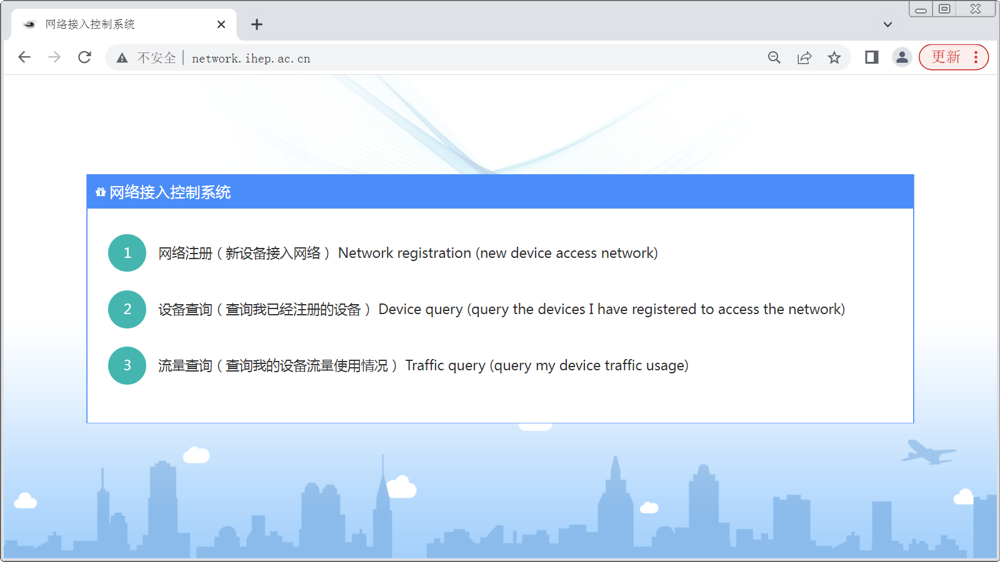 网络接入控制系统
不安全 network.ihep.ac.cn
更新
网络接入控制系统
1 网络注册（新设备接入网络） Network registration (new device access network)
2 设备查询（查询我已经注册的设备） Device query (query the devices I have registered to access the network)
3 流量查询（查询我的设备流量使用情况） Traffic query (query my device traffic usage)